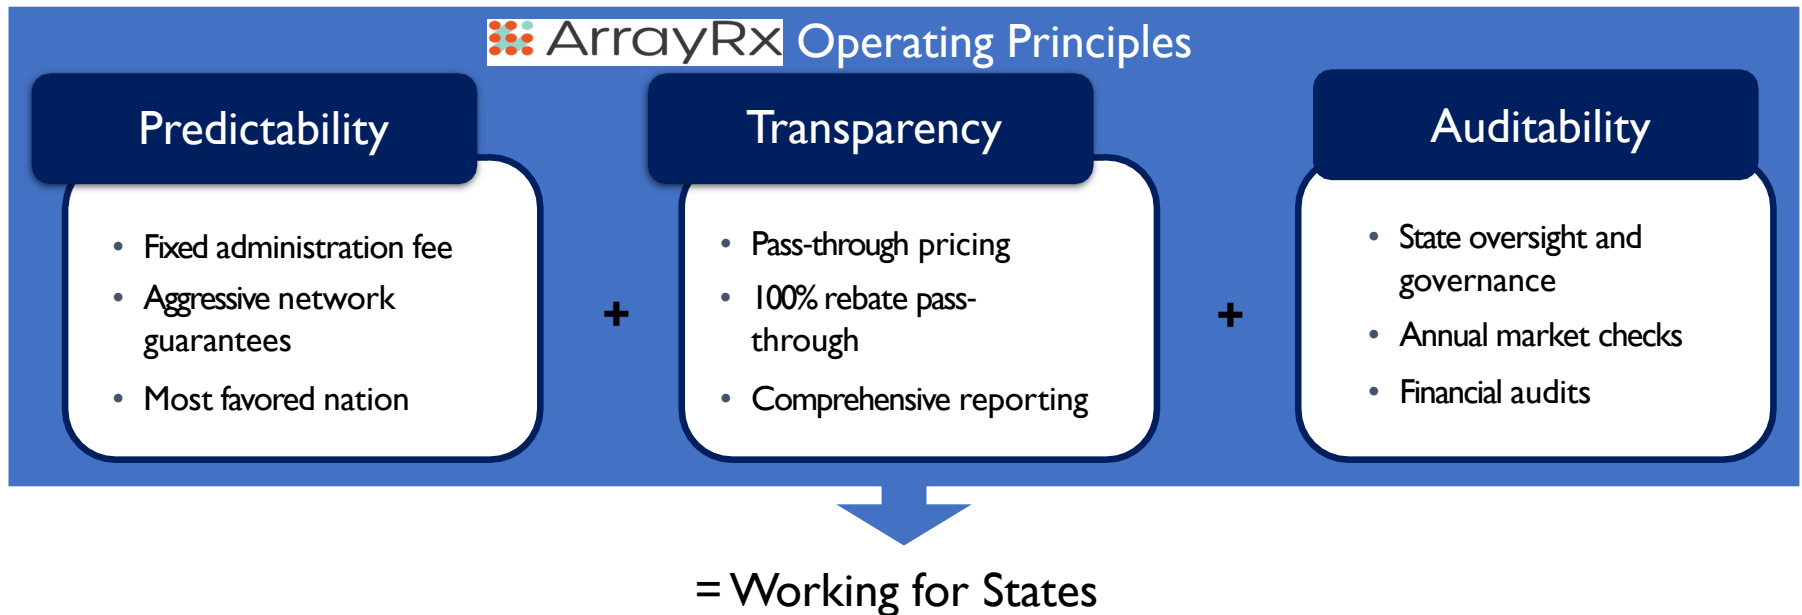 ArrayRx Operating Principles
Predictability
• Fixed administration fee
• Aggressive network
guarantees
• Most favored nation
+
Transparency
• Pass-through pricing
• 100% rebate pass-
through
• Comprehensive reporting
+
Auditability
• State oversight and
governance
• Annual market checks
• Financial audits
= Working for States